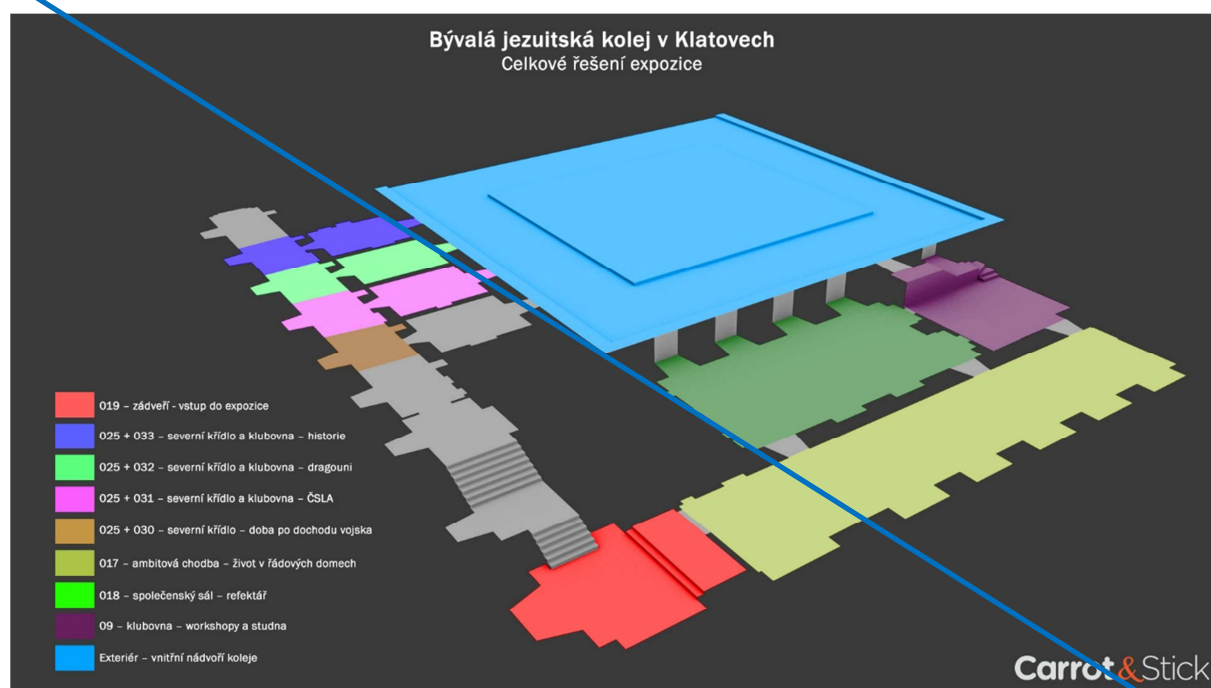 Bývalá jezuitská kolej v Klatovech
Celkové řešení expozice
019 – zádveří - vstup do expozice
025 + 033 – severní křídlo a klubovna – historie
025 + 032 – severní křídlo a klubovna – dragouni
025 + 031 – severní křídlo a klubovna – ČSLA
025 + 030 – severní křídlo – doba po dochodu vojska
017 – ambitová chodba – život v řádových domech
018 – společenský sál – refektář
09 – klubovna – workshopy a studna
Exteriér – vnitřní nádvoří koleje
Carrot&Stick